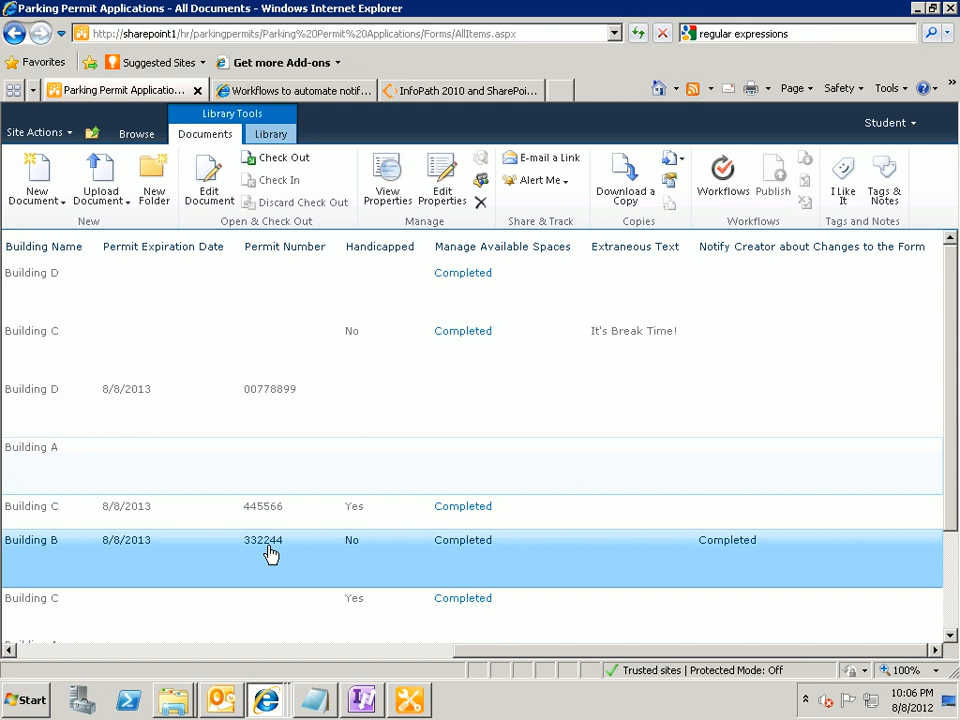 Parking Permit Applications - All Documents - Windows Internet Explorer
http://sharepoint1/hr/parkingpermits/Parking%20Permit%20Applications/Forms/AllItems.aspx
regular expressions
Favorites
Suggested Sites
Get more Add-ons
Parking Permit Applicatio...
Workflows to automate notif...
InfoPath 2010 and SharePoi...
Page
Safety
Tools
Library Tools
Site Actions
Browse
Documents
Library
Student
New Document
Upload Document
New Folder
Edit Document
Check Out
Check In
Discard Check Out
View Properties
Edit Properties
E-mail a Link
Alert Me
Download a Copy
Workflows
Publish
I Like It
Tags & Notes
New
Open & Check Out
Manage
Share & Track
Copies
Workflows
Tags and Notes
Building Name Permit Expiration Date Permit Number Handicapped Manage Available Spaces Extraneous Text Notify Creator about Changes to the Form
Building D Completed
Building C No Completed It's Break Time!
Building D 8/8/2013 00778899
Building A
Building C 8/8/2013 445566 Yes Completed
Building B 8/8/2013 332244 No Completed Completed
Building C Yes Completed
Trusted sites | Protected Mode: Off
100%
Start
10:06 PM
8/8/2012